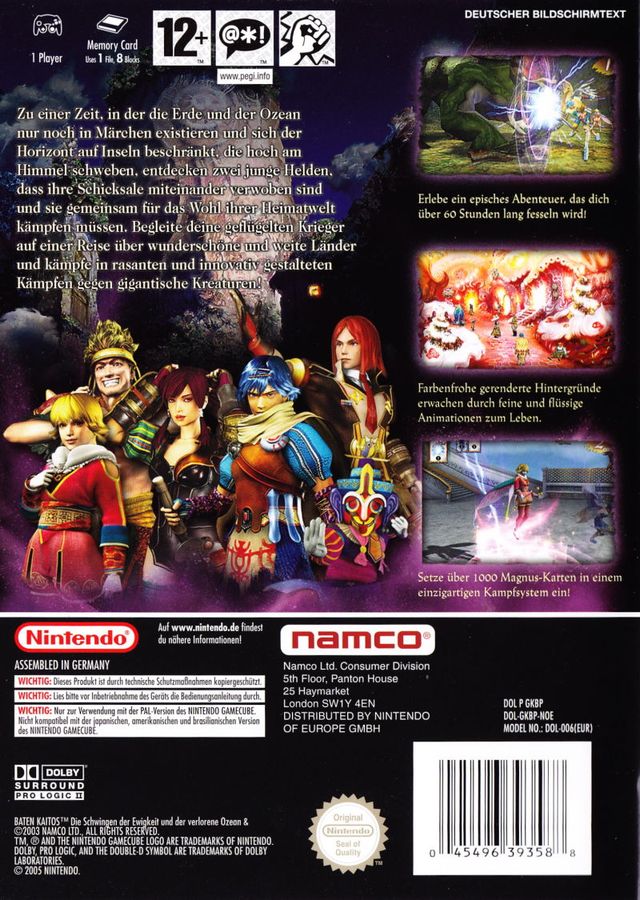 DEUTSCHER BILDSCHIRMTEXT
1 Player
Memory Card
Uses 1 File, 8 Blocks
12+
@*!
www.pegi.info
Zu einer Zeit, in der die Erde und der Ozean
nur noch in Märchen existieren und sich der
Horizont auf Inseln beschränkt, die hoch am
Himmel schweben, entdecken zwei junge Helden,
dass ihre Schicksale miteinander verwoben sind
und sie gemeinsam für das Wohl ihrer Heimatwelt
kämpfen müssen. Begleite deine geflügelten Krieger
auf einer Reise über wunderschöne und weite Länder
und kämpfe in rasanten und innovativ gestalteten
Kämpfen gegen gigantische Kreaturen!
Erlebe ein episches Abenteuer, das dich
über 60 Stunden lang fesseln wird!
Farbenfrohe gerenderte Hintergründe
erwachen durch feine und flüssige
Animationen zum Leben.
Setze über 1000 Magnus-Karten in einem
einzigartigen Kampfsystem ein!
Nintendo®
Auf www.nintendo.de findest
du nähere Informationen!
ASSEMBLED IN GERMANY
WICHTIG: Dieses Produkt ist durch technische Schutzmaßnahmen kopiergeschützt.
WICHTIG: Lies bitte vor Inbetriebnahme des Geräts die Bedienungsanleitung durch.
WICHTIG: Nur zur Verwendung mit der PAL-Version des NINTENDO GAMECUBE.
Nicht kompatibel mit der japanischen, amerikanischen und brasilianischen Version
des NINTENDO GAMECUBE.
namco®
Namco Ltd. Consumer Division
5th Floor, Panton House
25 Haymarket
London SW1Y 4EN
DISTRIBUTED BY NINTENDO
OF EUROPE GMBH
DOL P GKBP
DOL-GKBP-NOE
MODEL NO.: DOL-006(EUR)
DOLBY
SURROUND
PRO LOGIC II
BATEN KAITOS™ Die Schwingen der Ewigkeit und der verlorene Ozean &
©2003 NAMCO LTD., ALL RIGHTS RESERVED.
TM, ® AND THE NINTENDO GAMECUBE LOGO ARE TRADEMARKS OF NINTENDO.
DOLBY, PRO LOGIC, AND THE DOUBLE-D SYMBOL ARE TRADEMARKS OF DOLBY
LABORATORIES.
© 2005 NINTENDO.
Original
Nintendo
Seal of
Quality
TM
0 45496 39358 8